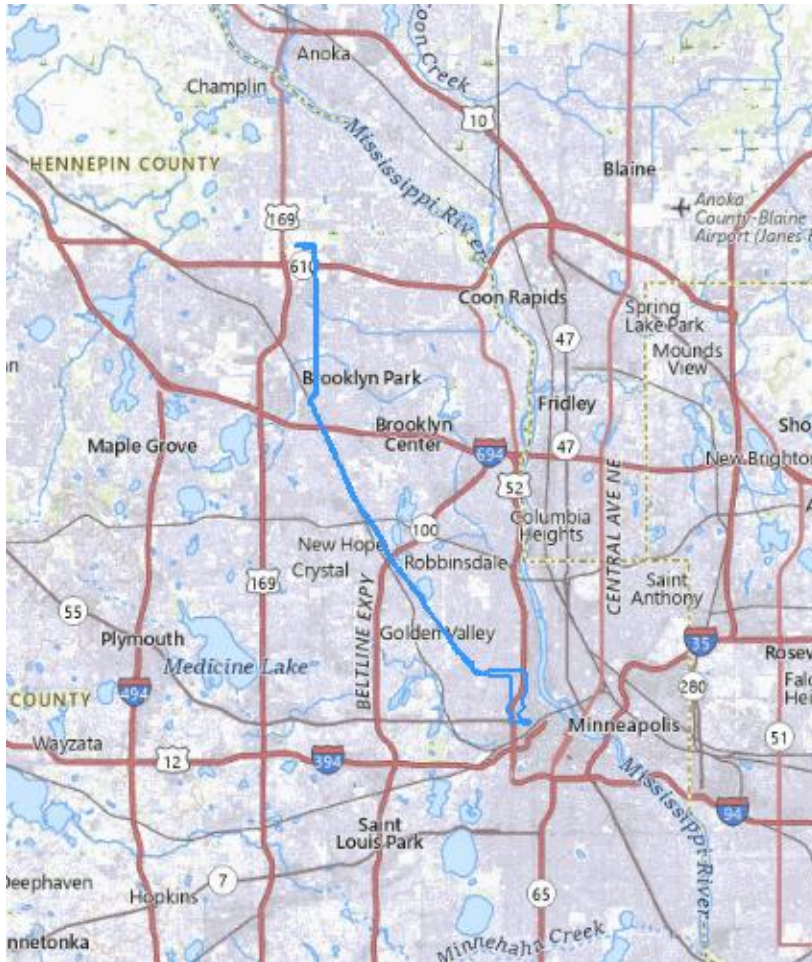 Anoka
Coon
Creek
Champlin
10
Mississippi River
HENNEPIN COUNTY
Blaine
Anoka
County-Blaine
Airport (Janes
169
610
Coon Rapids
Spring
Lake Park
47
Mounds
View
Brooklyn Park
Fridley
Brooklyn
Center
Maple Grove
47
694
New Brighton
52
CENTRAL AVE NE
100
Columbia
Heights
New Hope
Crystal
Robbinsdale
169
BELTLINE EXPY
Saint
Anthony
55
Golden Valley
Plymouth
35
Medicine Lake
494
280
COUNTY
Minneapolis
51
Wayzata
12
394
Mississippi River
94
Saint
Louis Park
7
Hopkins
65
Minnehaha Creek